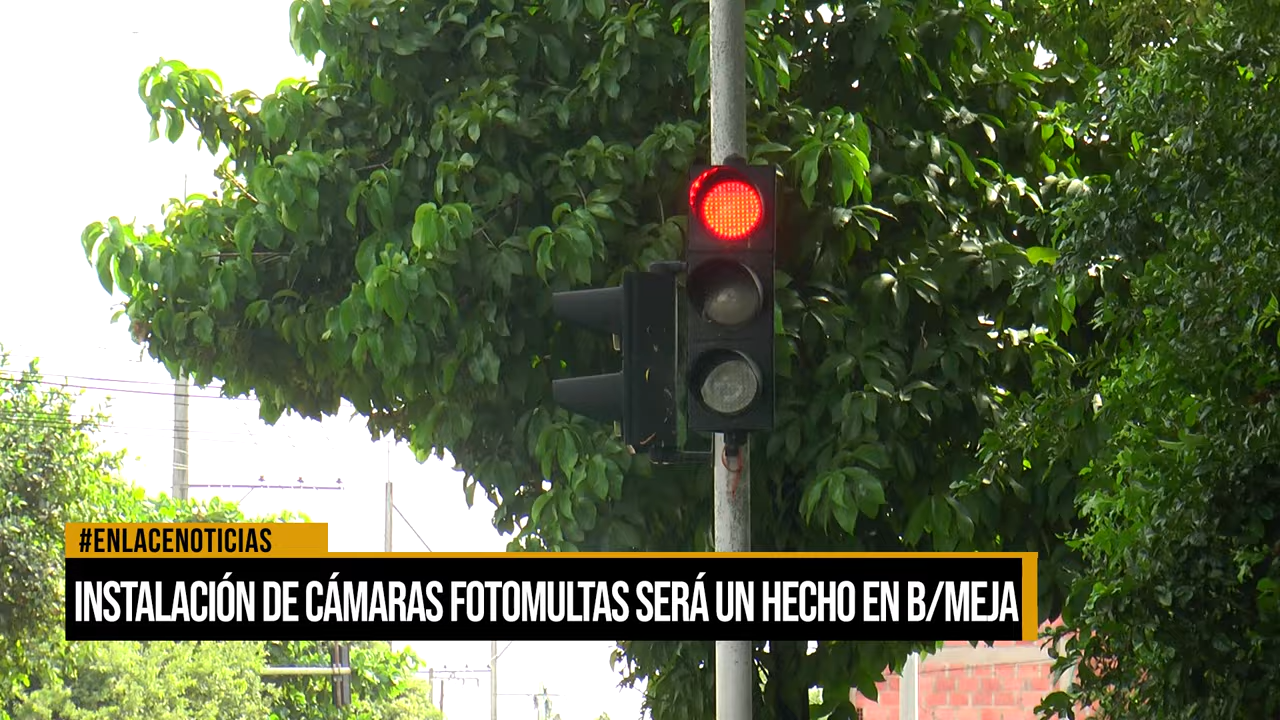 #ENLACENOTICIAS
INSTALACIÓN DE CÁMARAS FOTOMULTAS SERÁ UN HECHO EN B/MEJA